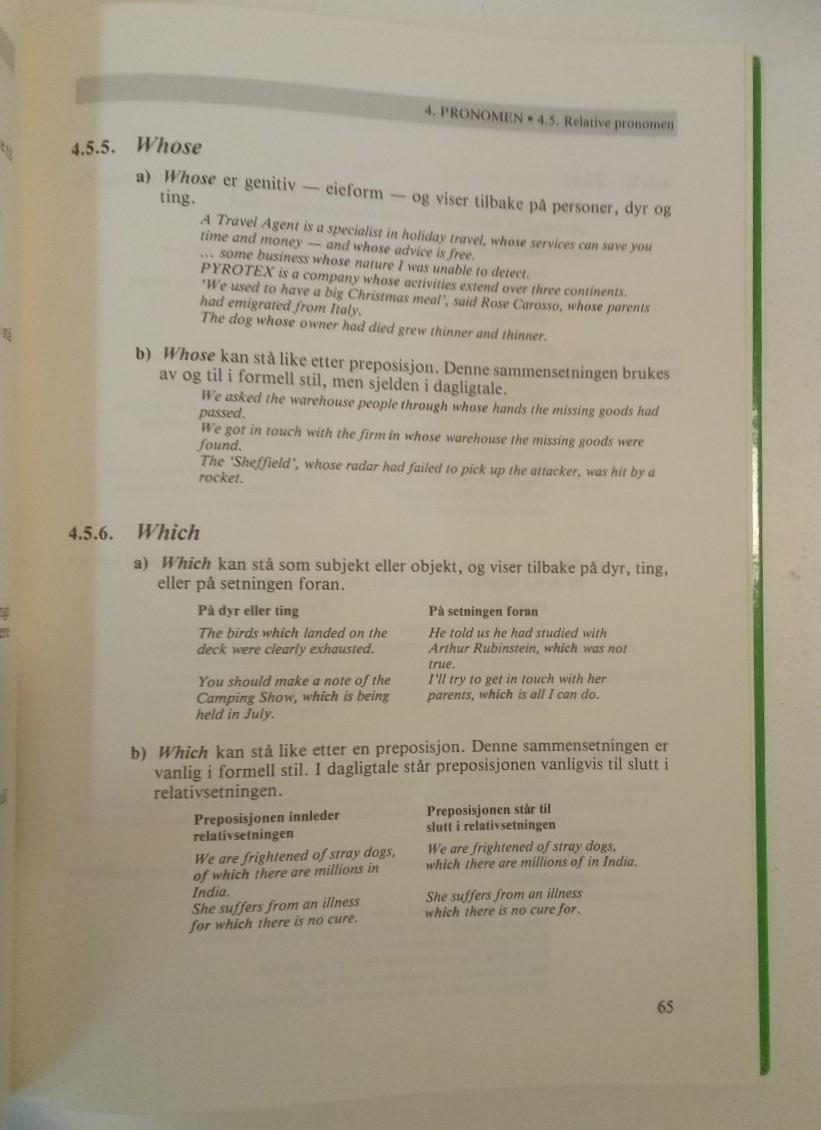 4. PRONOMEN • 4.5. Relative pronomen
4.5.5. Whose
a) Whose er genitiv — eieform — og viser tilbake på personer, dyr og
ting.
A Travel Agent is a specialist in holiday travel, whose services can save you
time and money — and whose advice is free.
... some business whose nature I was unable to detect.
PYROTEX is a company whose activities extend over three continents.
'We used to have a big Christmas meal', said Rose Carosso, whose parents
had emigrated from Italy.
The dog whose owner had died grew thinner and thinner.
b) Whose kan stå like etter preposisjon. Denne sammensetningen brukes
av og til i formell stil, men sjelden i dagligtale.
We asked the warehouse people through whose hands the missing goods had
passed.
We got in touch with the firm in whose warehouse the missing goods were
found.
The 'Sheffield', whose radar had failed to pick up the attacker, was hit by a
rocket.
4.5.6. Which
a) Which kan stå som subjekt eller objekt, og viser tilbake på dyr, ting,
eller på setningen foran.
På dyr eller ting
The birds which landed on the
deck were clearly exhausted.
You should make a note of the
Camping Show, which is being
held in July.
På setningen foran
He told us he had studied with
Arthur Rubinstein, which was not
true.
I'll try to get in touch with her
parents, which is all I can do.
b) Which kan stå like etter en preposisjon. Denne sammensetningen er
vanlig i formell stil. I dagligtale står preposisjonen vanligvis til slutt i
relativsetningen.
Preposisjonen innleder
relativsetningen
We are frightened of stray dogs,
of which there are millions in
India.
She suffers from an illness
for which there is no cure.
Preposisjonen står til
slutt i relativsetningen
We are frightened of stray dogs,
which there are millions of in India.
She suffers from an illness
which there is no cure for.
65